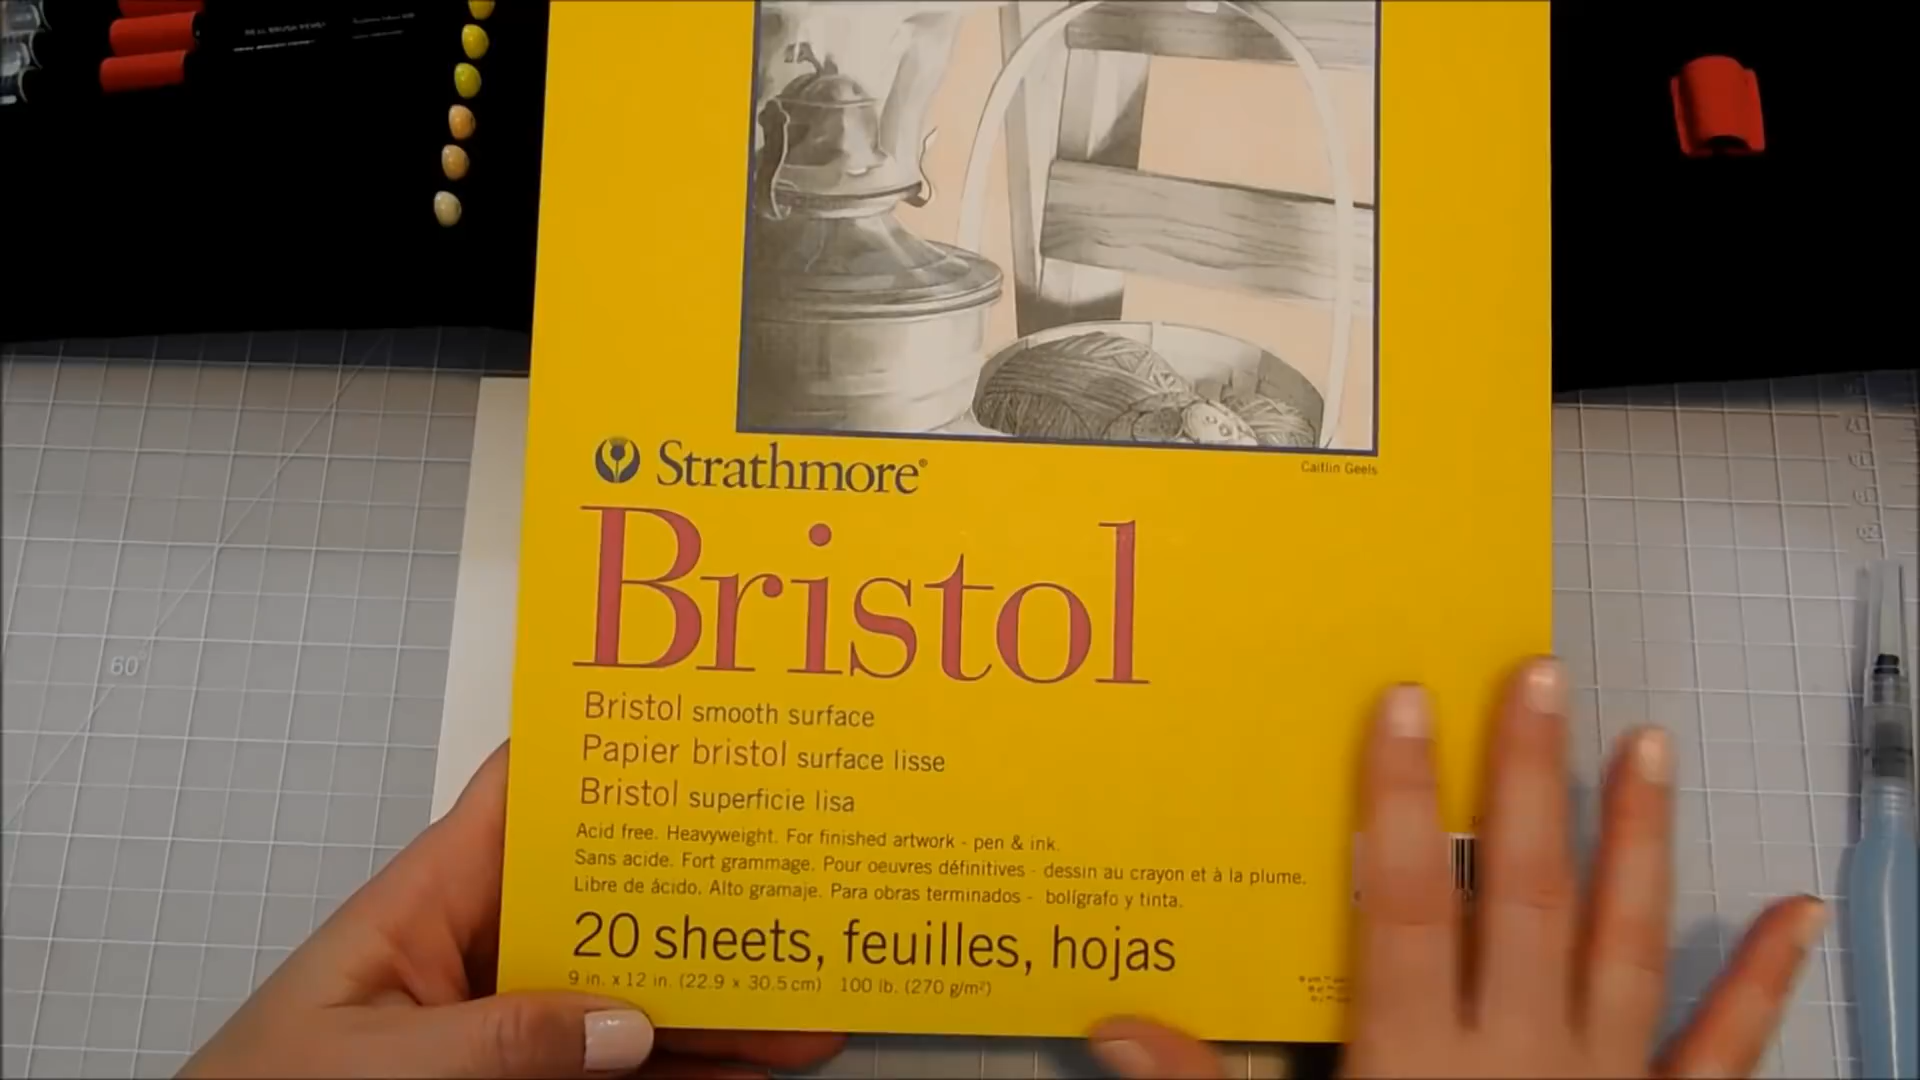 REAL BRUSH PENS
60°
Caitlin Geels
Strathmore®
Bristol
Bristol smooth surface
Papier bristol surface lisse
Bristol superficie lisa
Acid free. Heavyweight. For finished artwork - pen & ink.
Sans acide. Fort grammage. Pour oeuvres définitives - dessin au crayon et à la plume.
Libre de ácido. Alto gramaje. Para obras terminados - bolígrafo y tinta.
20 sheets, feuilles, hojas
9 in. x 12 in. (22.9 x 30.5 cm) 100 lb. (270 g/m²)